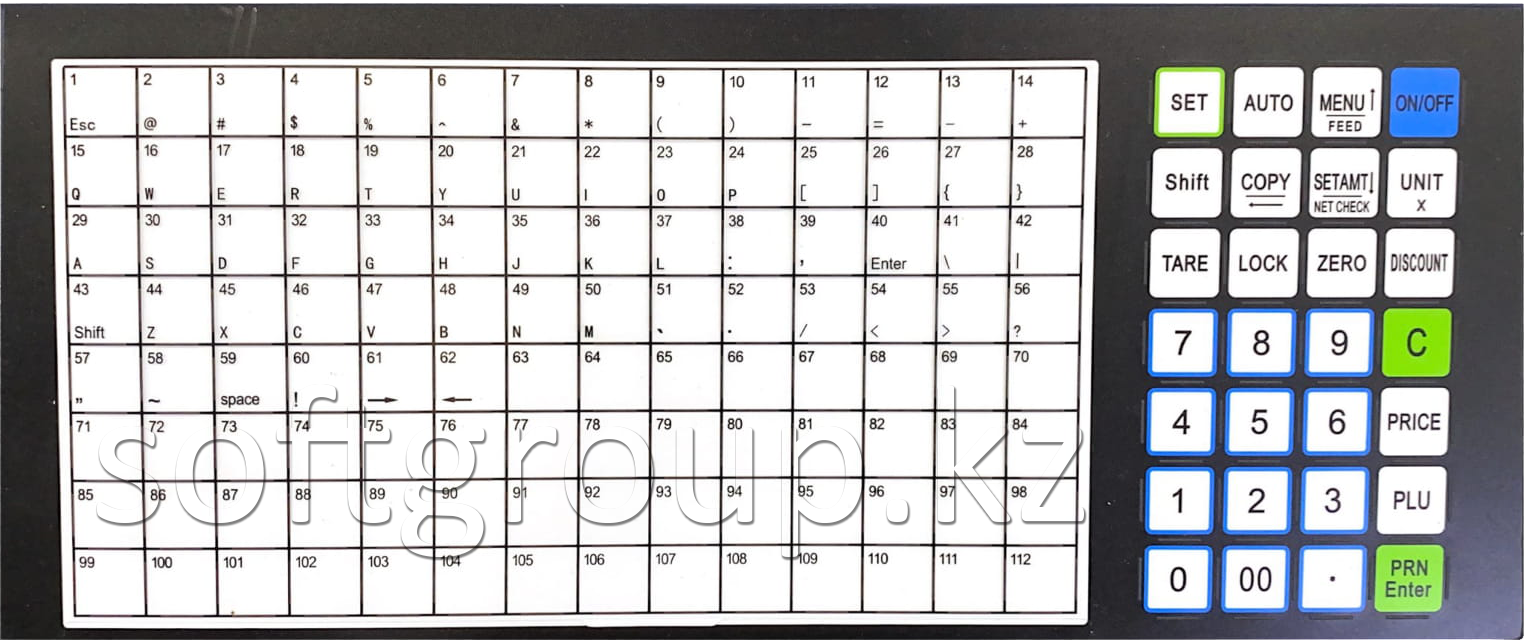 1 2 3 4 5 6 7 8 9 10 11 12 13 14
Esc @ # $ % ^ & * ( ) – = – +
15 16 17 18 19 20 21 22 23 24 25 26 27 28
Q W E R T Y U I O P [ ] { }
29 30 31 32 33 34 35 36 37 38 39 40 41 42
A S D F G H J K L : ’ Enter \ |
43 44 45 46 47 48 49 50 51 52 53 54 55 56
Shift Z X C V B N M 、 . / < > ?
57 58 59 60 61 62 63 64 65 66 67 68 69 70
” ~ space ! → ←
71 72 73 74 75 76 77 78 79 80 81 82 83 84
85 86 87 88 89 90 91 92 93 94 95 96 97 98
99 100 101 102 103 104 105 106 107 108 109 110 111 112
softgroup.kz
SET AUTO MENU↑ ON/OFF
FEED
Shift COPY SETAMT↓ UNIT
← NET CHECK X
TARE LOCK ZERO DISCOUNT
7 8 9 C
4 5 6 PRICE
1 2 3 PLU
0 00 . PRN
Enter